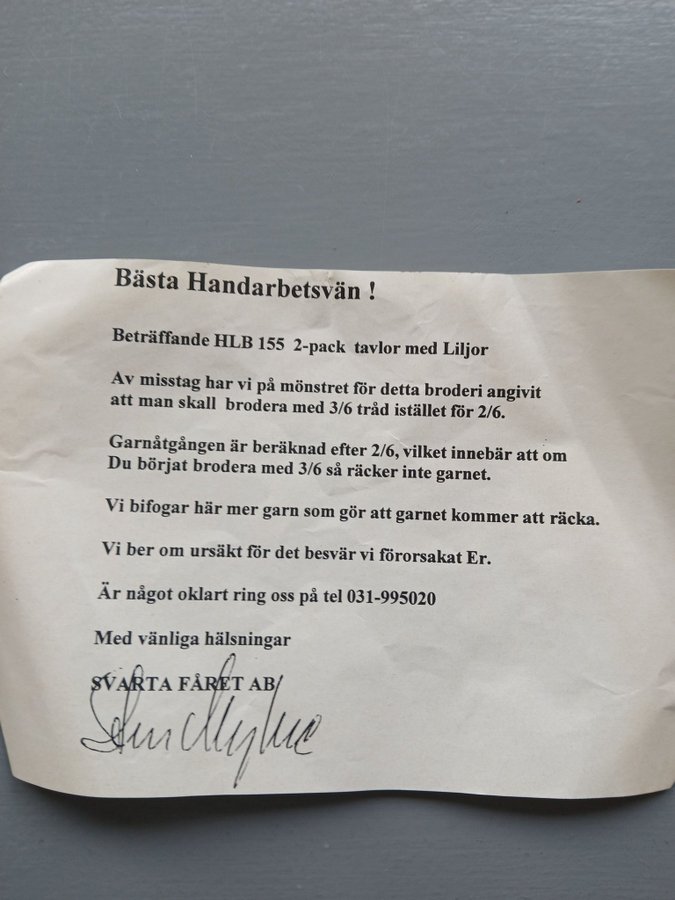 Bästa Handarbetsvän !
Beträffande HLB 155 2-pack tavlor med Liljor
Av misstag har vi på mönstret för detta broderi angivit
att man skall brodera med 3/6 tråd istället för 2/6.
Garnåtgången är beräknad efter 2/6, vilket innebär att om
Du börjat brodera med 3/6 så räcker inte garnet.
Vi bifogar här mer garn som gör att garnet kommer att räcka.
Vi ber om ursäkt för det besvär vi förorsakat Er.
Är något oklart ring oss på tel 031-995020
Med vänliga hälsningar
SVARTA FÅRET AB